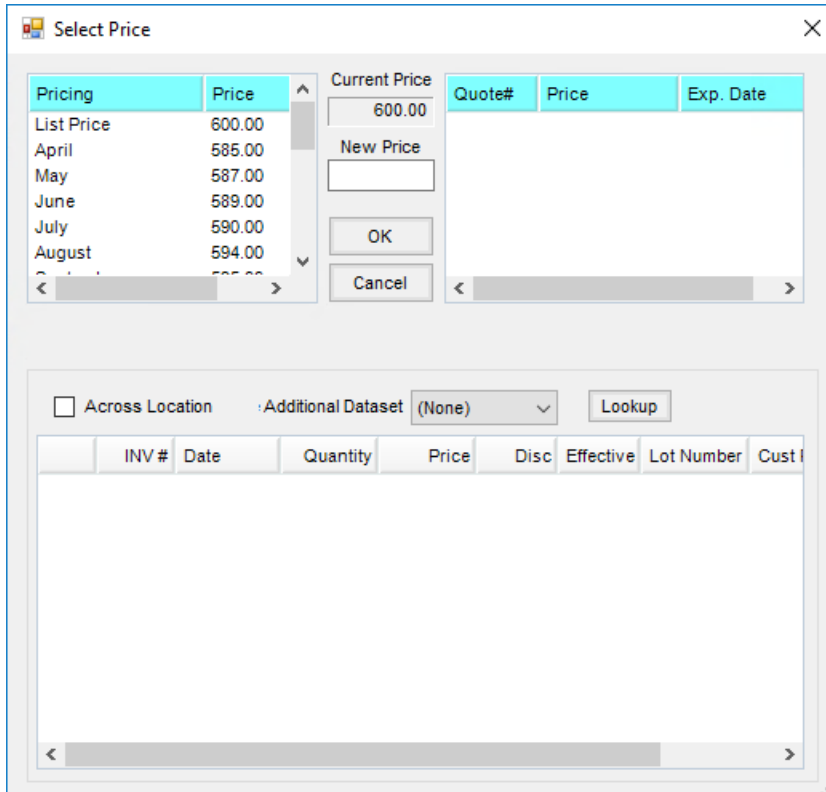 Select Price
Pricing Price
List Price 600.00
April 585.00
May 587.00
June 589.00
July 590.00
August 594.00
Current Price
600.00
New Price
OK
Cancel
Quote# Price Exp. Date
Across Location Additional Dataset (None) Lookup
INV # Date Quantity Price Disc Effective Lot Number Cust